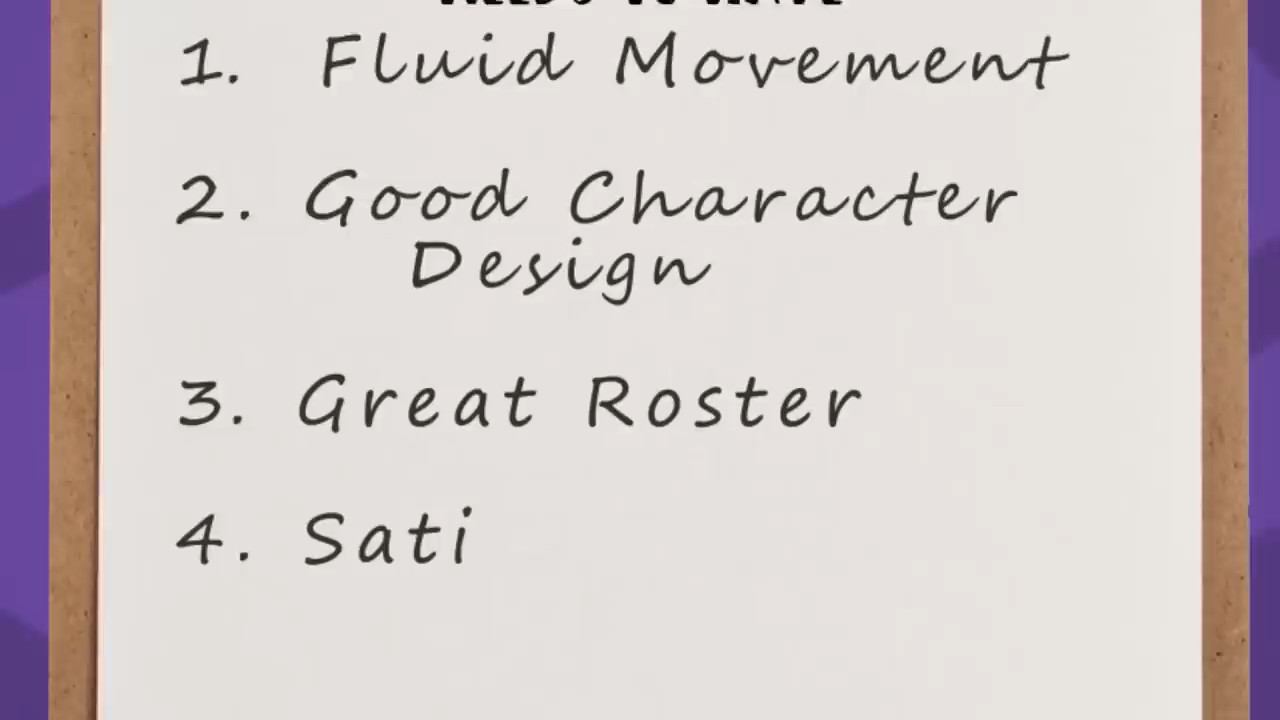 1. Fluid Movement
2. Good Character
Design
3. Great Roster
4. Sati